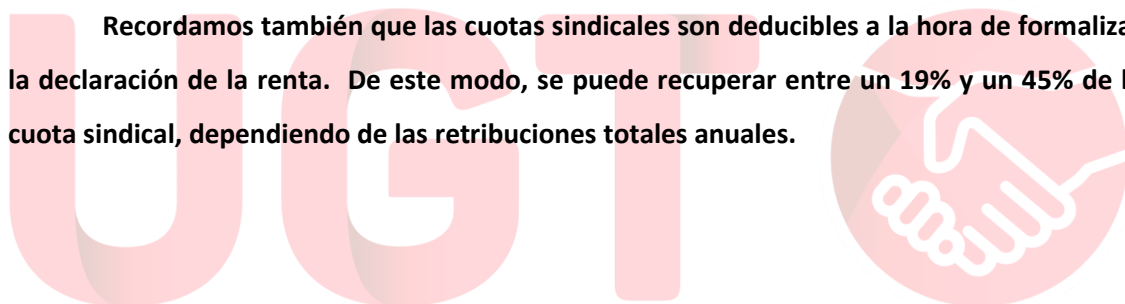 Recordamos también que las cuotas sindicales son deducibles a la hora de formaliza
la declaración de la renta. De este modo, se puede recuperar entre un 19% y un 45% de l
cuota sindical, dependiendo de las retribuciones totales anuales.
UGT